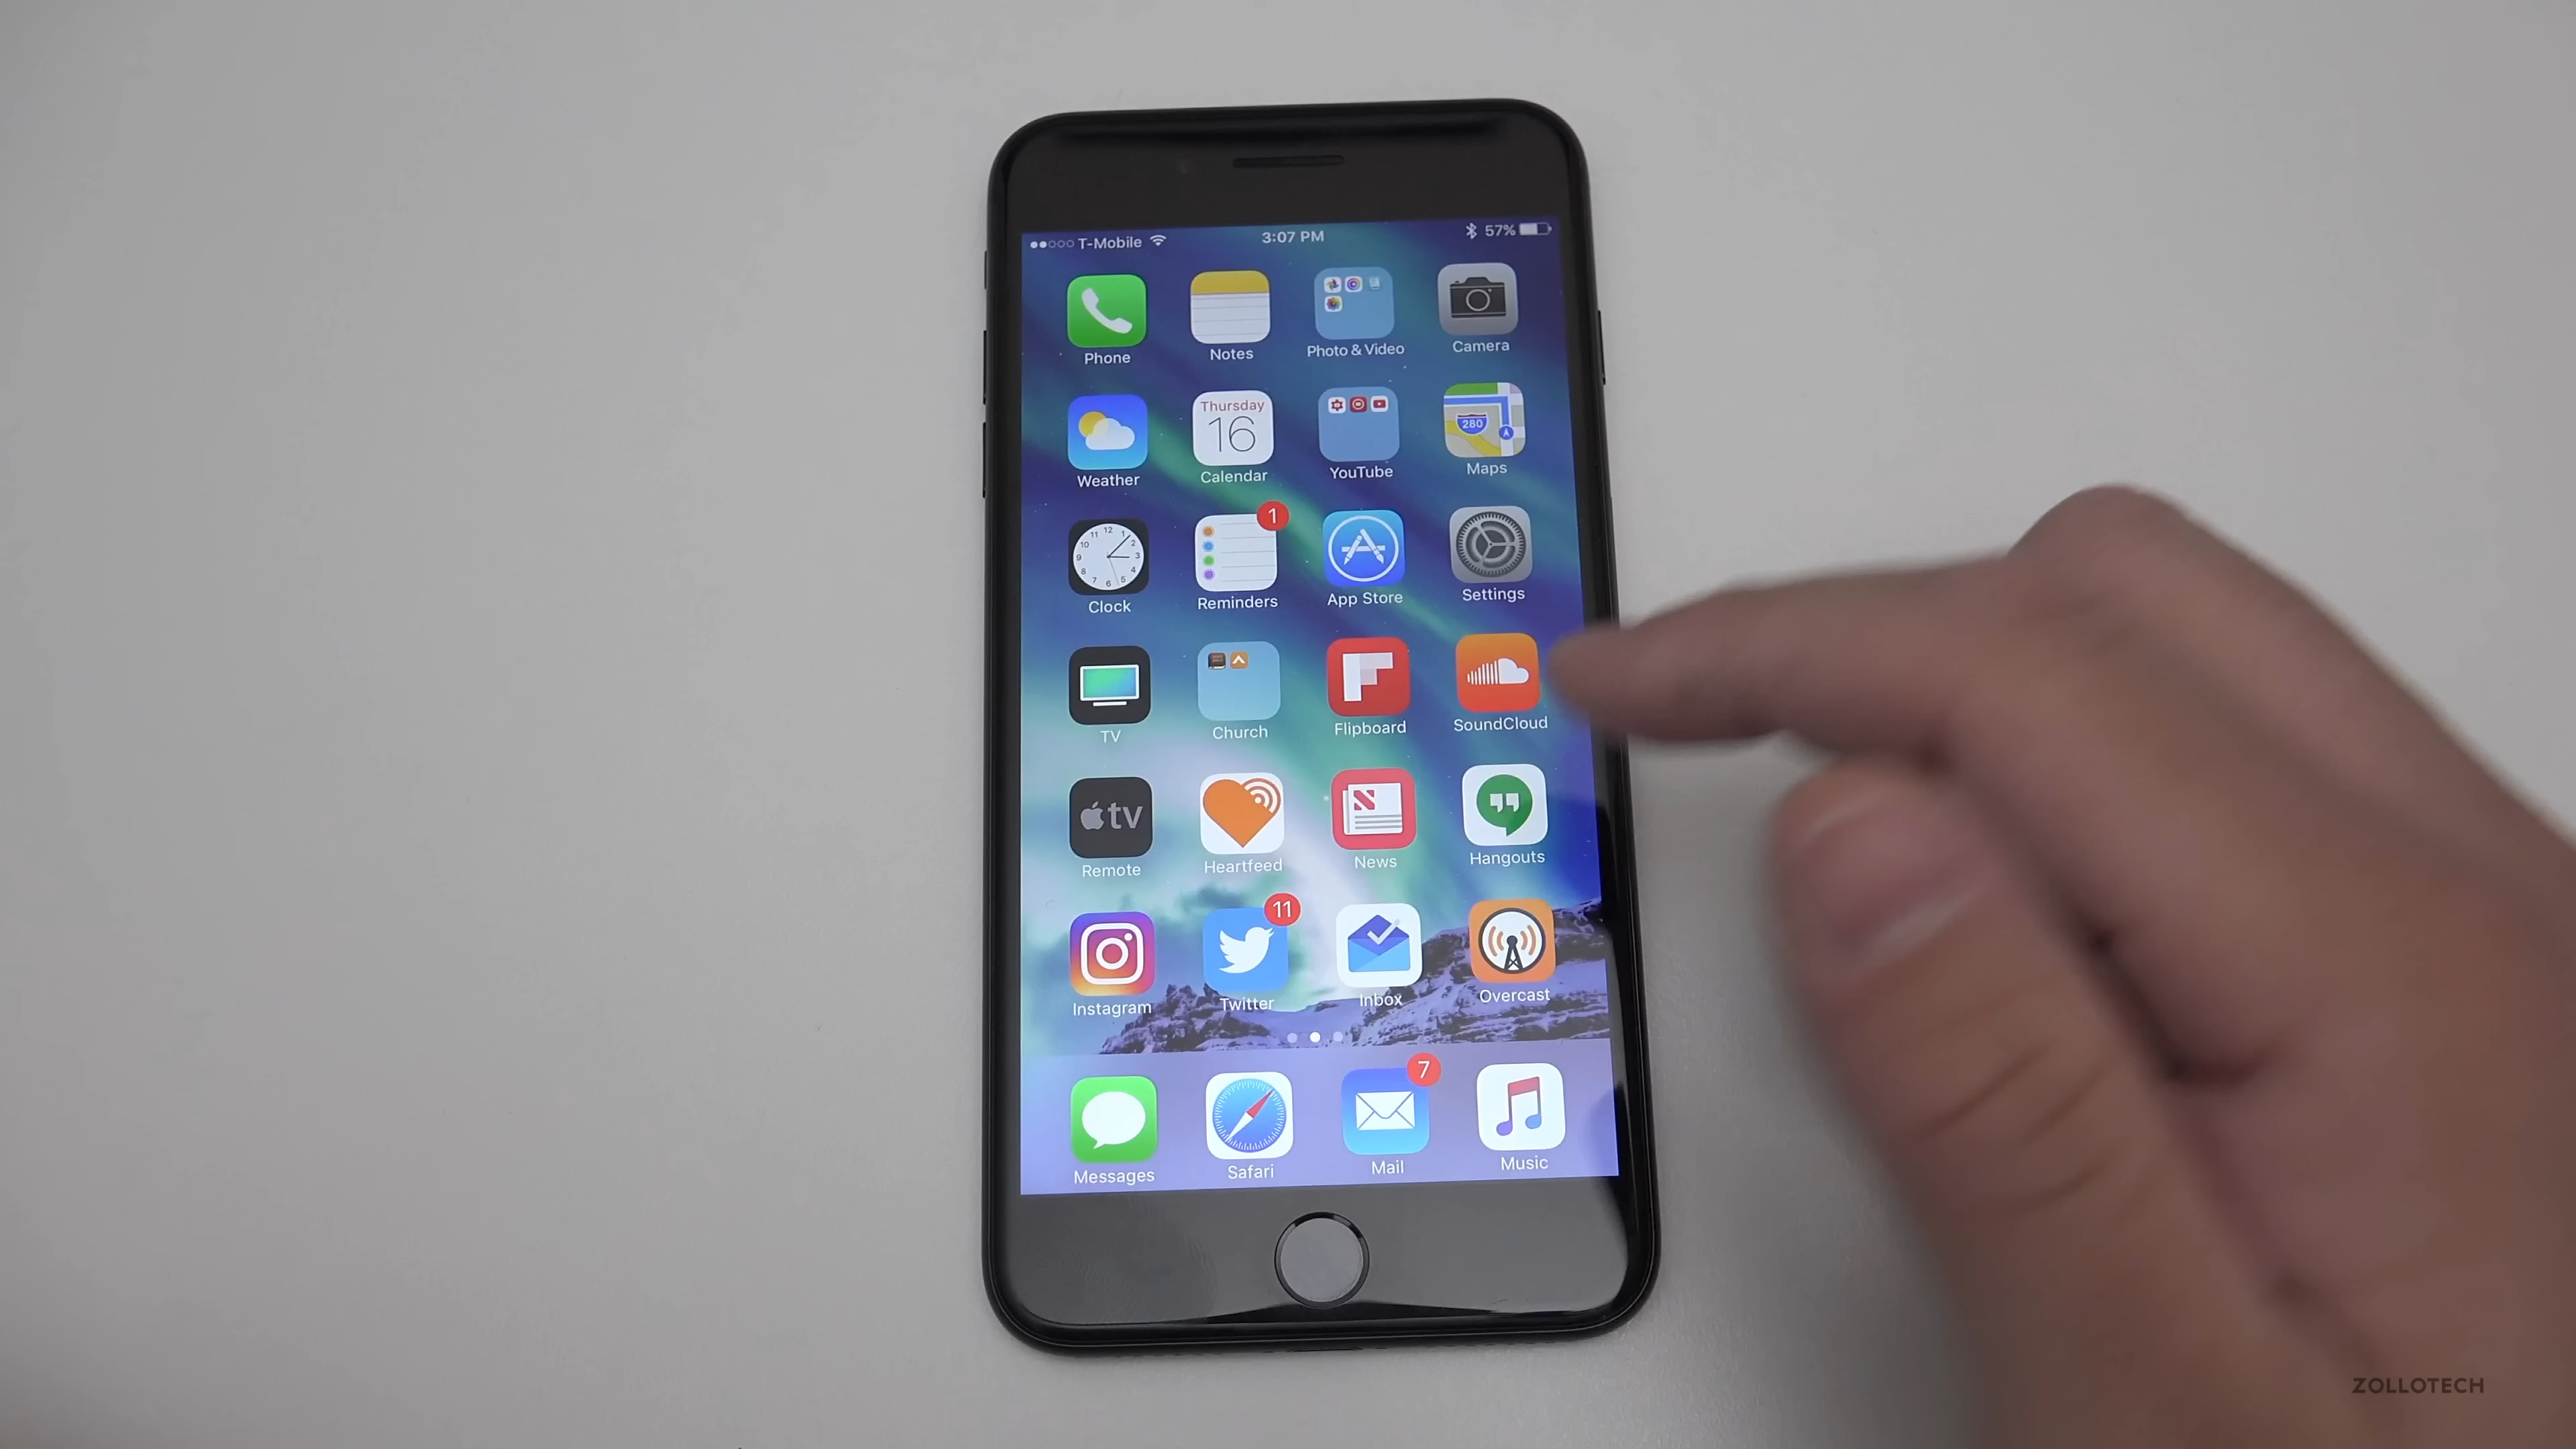 T-Mobile 3:07 PM 57%
Phone Notes Photo & Video Camera
Thursday
16
280
Weather Calendar YouTube Maps
1
Clock Reminders App Store Settings
TV Church Flipboard SoundCloud
tv
Remote Heartfeed News Hangouts
11
Instagram Twitter Inbox Overcast
7
Messages Safari Mail Music
ZOLLOTECH